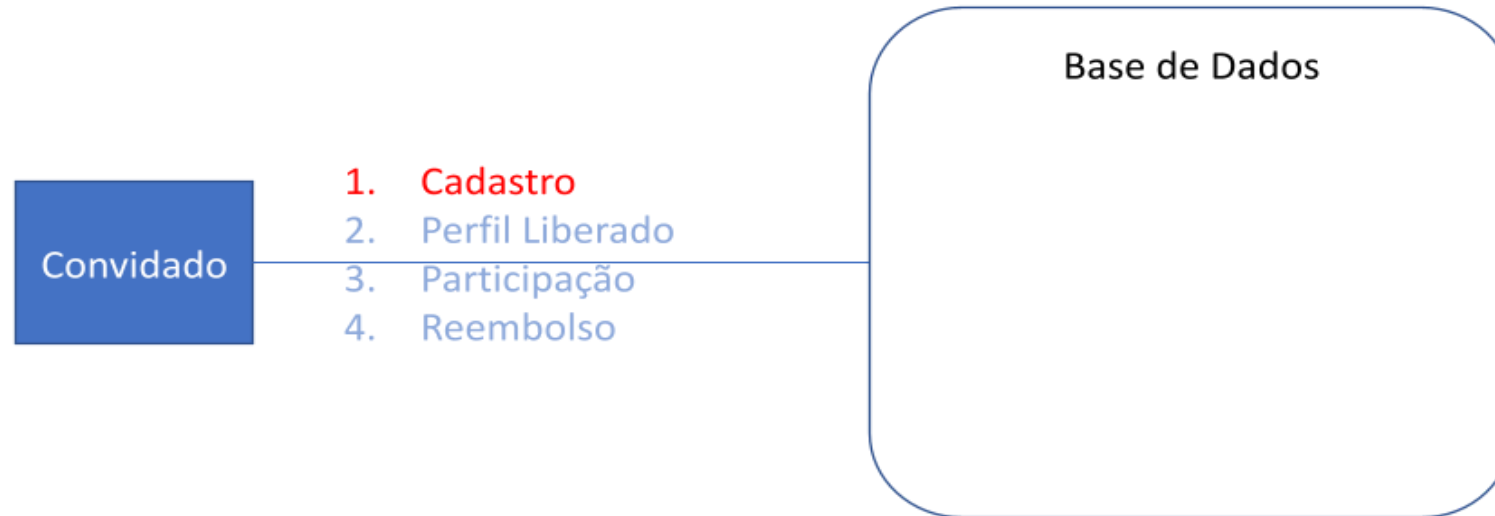 Base de Dados
Convidado
1. Cadastro
2. Perfil Liberado
3. Participação
4. Reembolso